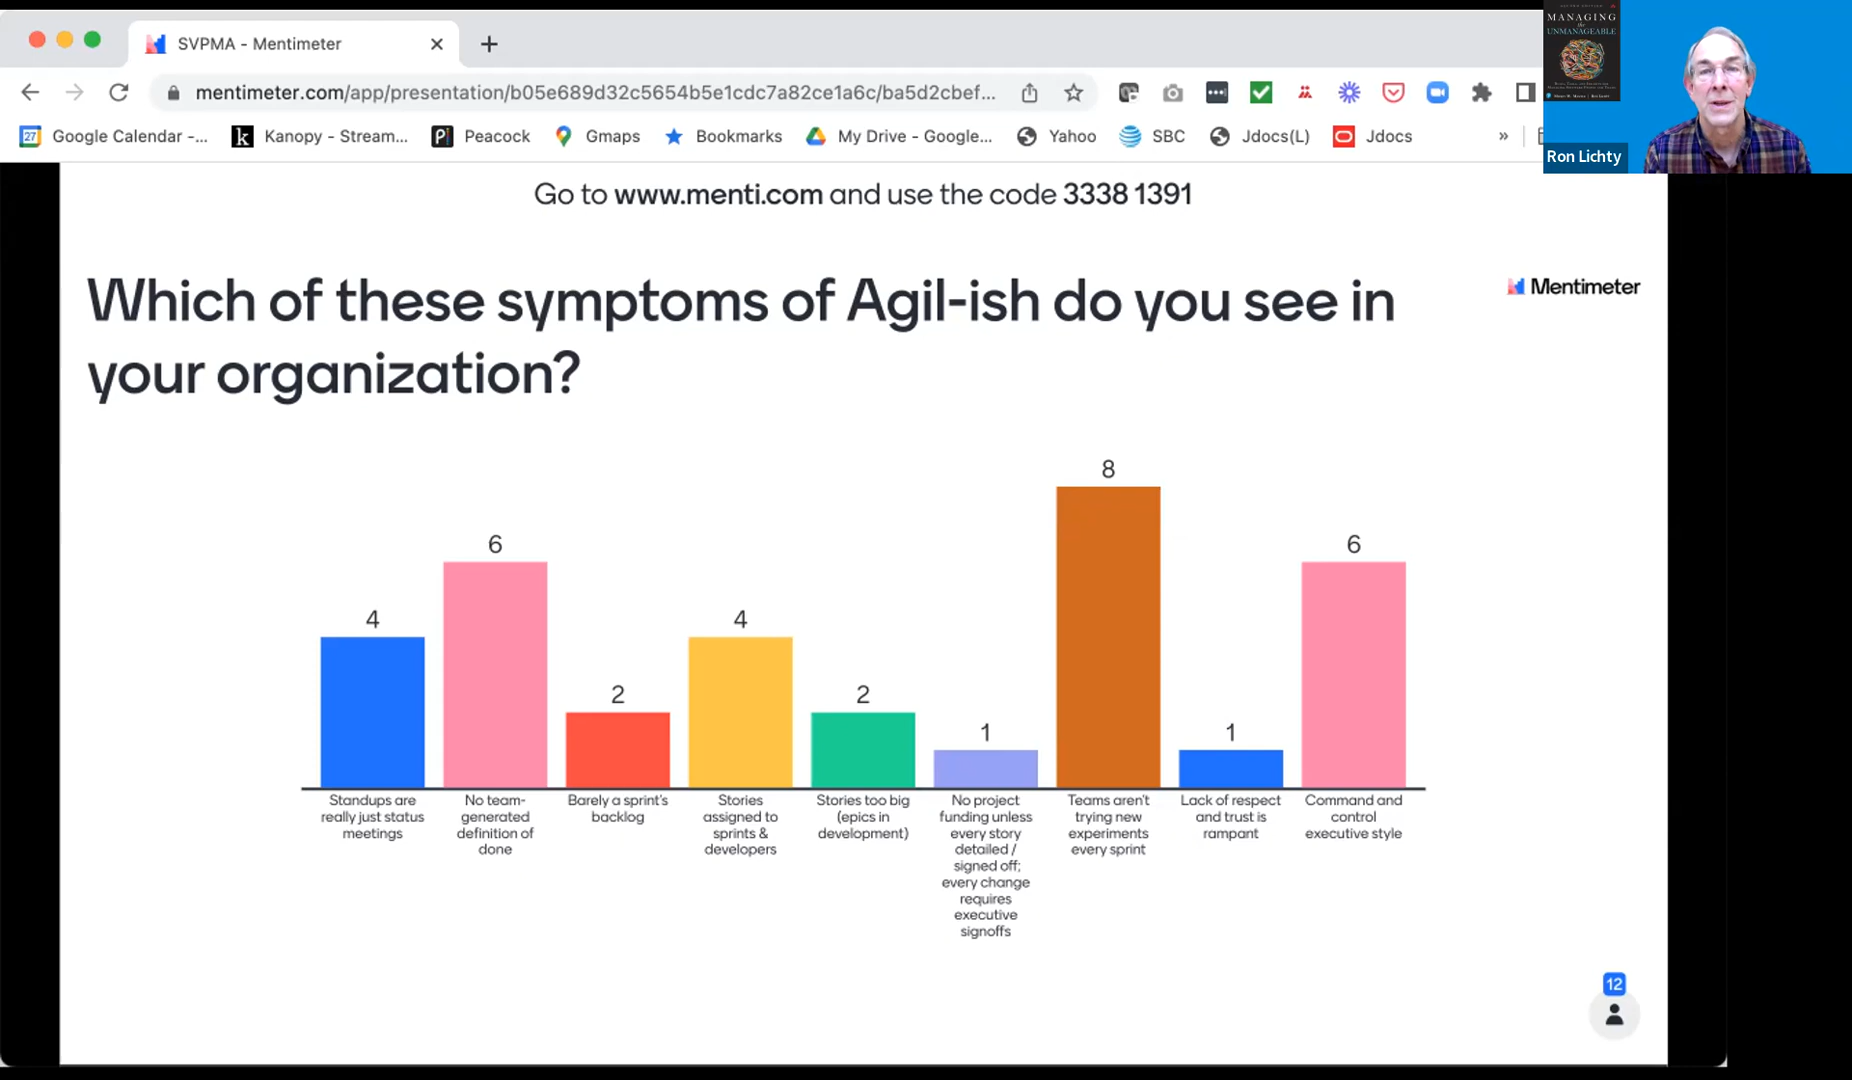 SVPMA - Mentimeter
mentimeter.com/app/presentation/b05e689d32c5654b5e1cdc7a82ce1a6c/ba5d2cbef...
27 Google Calendar -...
k Kanopy - Stream...
P Peacock
Gmaps
Bookmarks
My Drive - Google...
Yahoo
SBC
Jdocs(L)
Jdocs
»
MANAGING
the
UNMANAGEABLE
Ron Lichty
Go to www.menti.com and use the code 3338 1391
Which of these symptoms of Agil-ish do you see in
your organization?
Mentimeter
4
6
2
4
2
1
8
1
6
Standups are
really just status
meetings
No team-
generated
definition of
done
Barely a sprint's
backlog
Stories
assigned to
sprints &
developers
Stories too big
(epics in
development)
No project
funding unless
every story
detailed /
signed off;
every change
requires
executive
signoffs
Teams aren't
trying new
experiments
every sprint
Lack of respect
and trust is
rampant
Command and
control
executive style
12